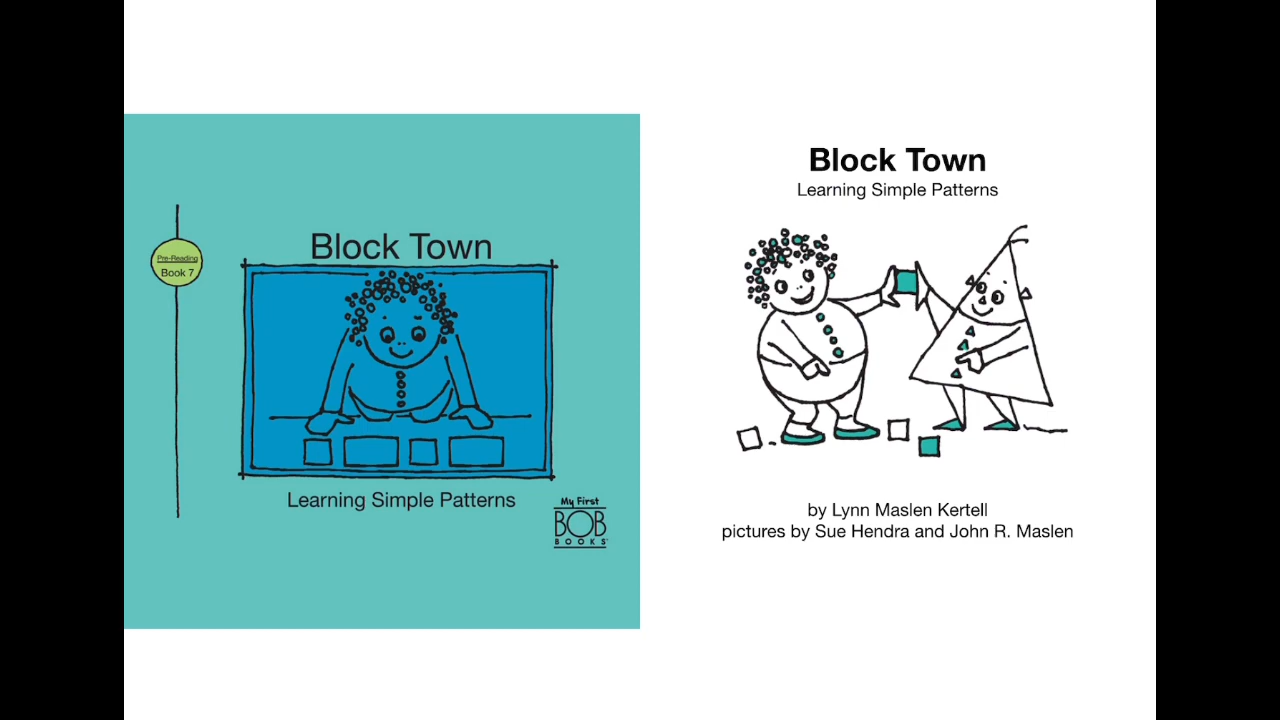 Pre-Reading
Book 7
Block Town
Learning Simple Patterns
My First
BOB
BOOKS
Block Town
Learning Simple Patterns
by Lynn Maslen Kertell
pictures by Sue Hendra and John R. Maslen